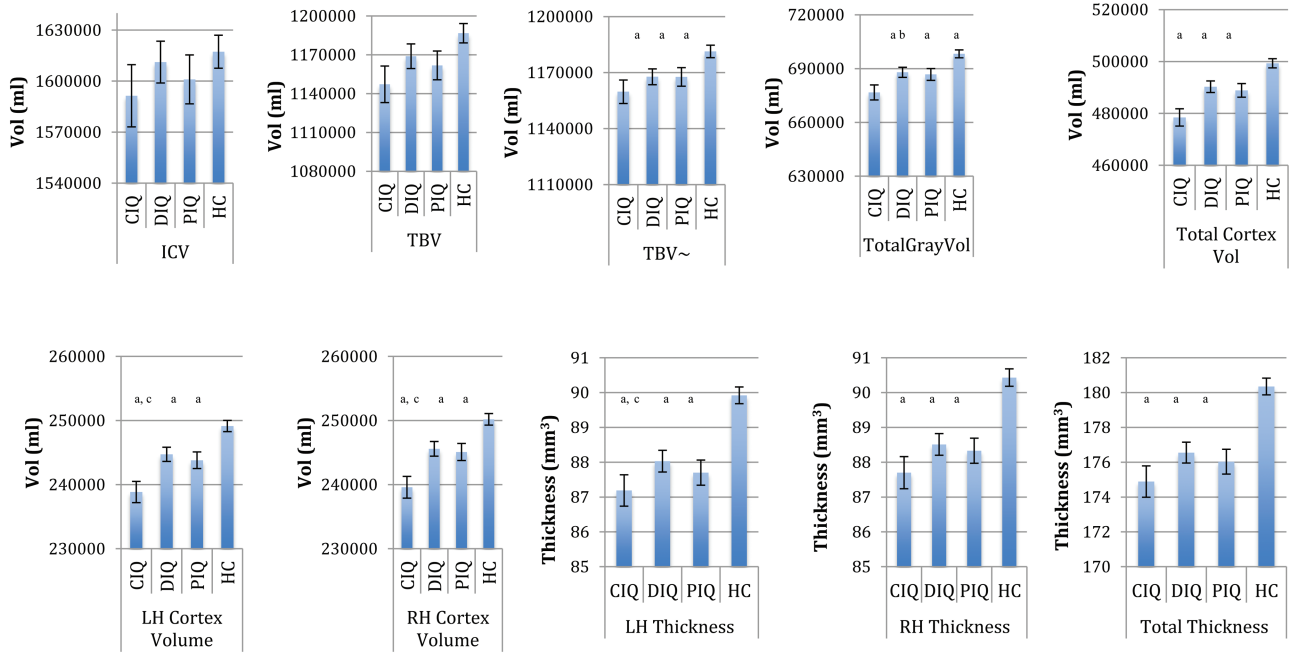 Vol (ml)
1630000
1600000
1570000
1540000
CIQ
DIQ
PIQ
HC
ICV
Vol (ml)
1200000
1170000
1140000
1110000
1080000
CIQ
DIQ
PIQ
HC
TBV
Vol (ml)
1200000
1170000
1140000
1110000
a a a
CIQ
DIQ
PIQ
HC
TBV~
Vol (ml)
720000
690000
660000
630000
a b a a
CIQ
DIQ
PIQ
HC
TotalGrayVol
Vol (ml)
520000
500000
480000
460000
a a a
CIQ
DIQ
PIQ
HC
Total Cortex
Vol
Vol (ml)
260000
250000
240000
230000
a, c a a
CIQ
DIQ
PIQ
HC
LH Cortex
Volume
Vol (ml)
260000
250000
240000
230000
a, c a a
CIQ
DIQ
PIQ
HC
RH Cortex
Volume
Thickness (mm³)
91
90
89
88
87
86
85
a, c a a
CIQ DIQ PIQ HC
LH Thickness
Thickness (mm³)
91
90
89
88
87
86
85
a a a
CIQ DIQ PIQ HC
RH Thickness
Thickness (mm³)
182
180
178
176
174
172
170
a a a
CIQ DIQ PIQ HC
Total Thickness